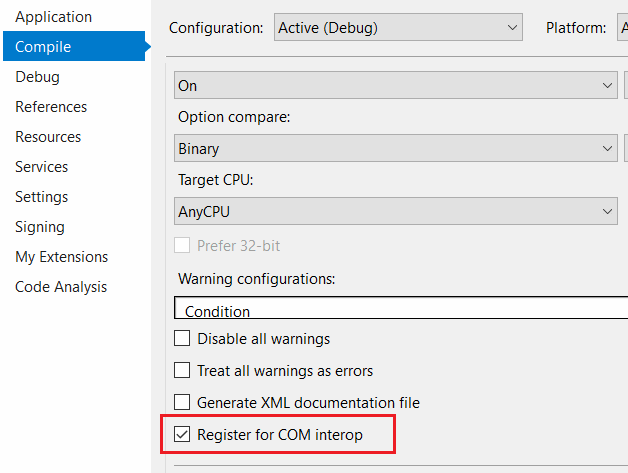 Application
Compile
Debug
References
Resources
Services
Settings
Signing
My Extensions
Code Analysis
Configuration: Active (Debug) Platform: A
On
Option compare:
Binary
Target CPU:
AnyCPU
Prefer 32-bit
Warning configurations:
Condition
Disable all warnings
Treat all warnings as errors
Generate XML documentation file
Register for COM interop